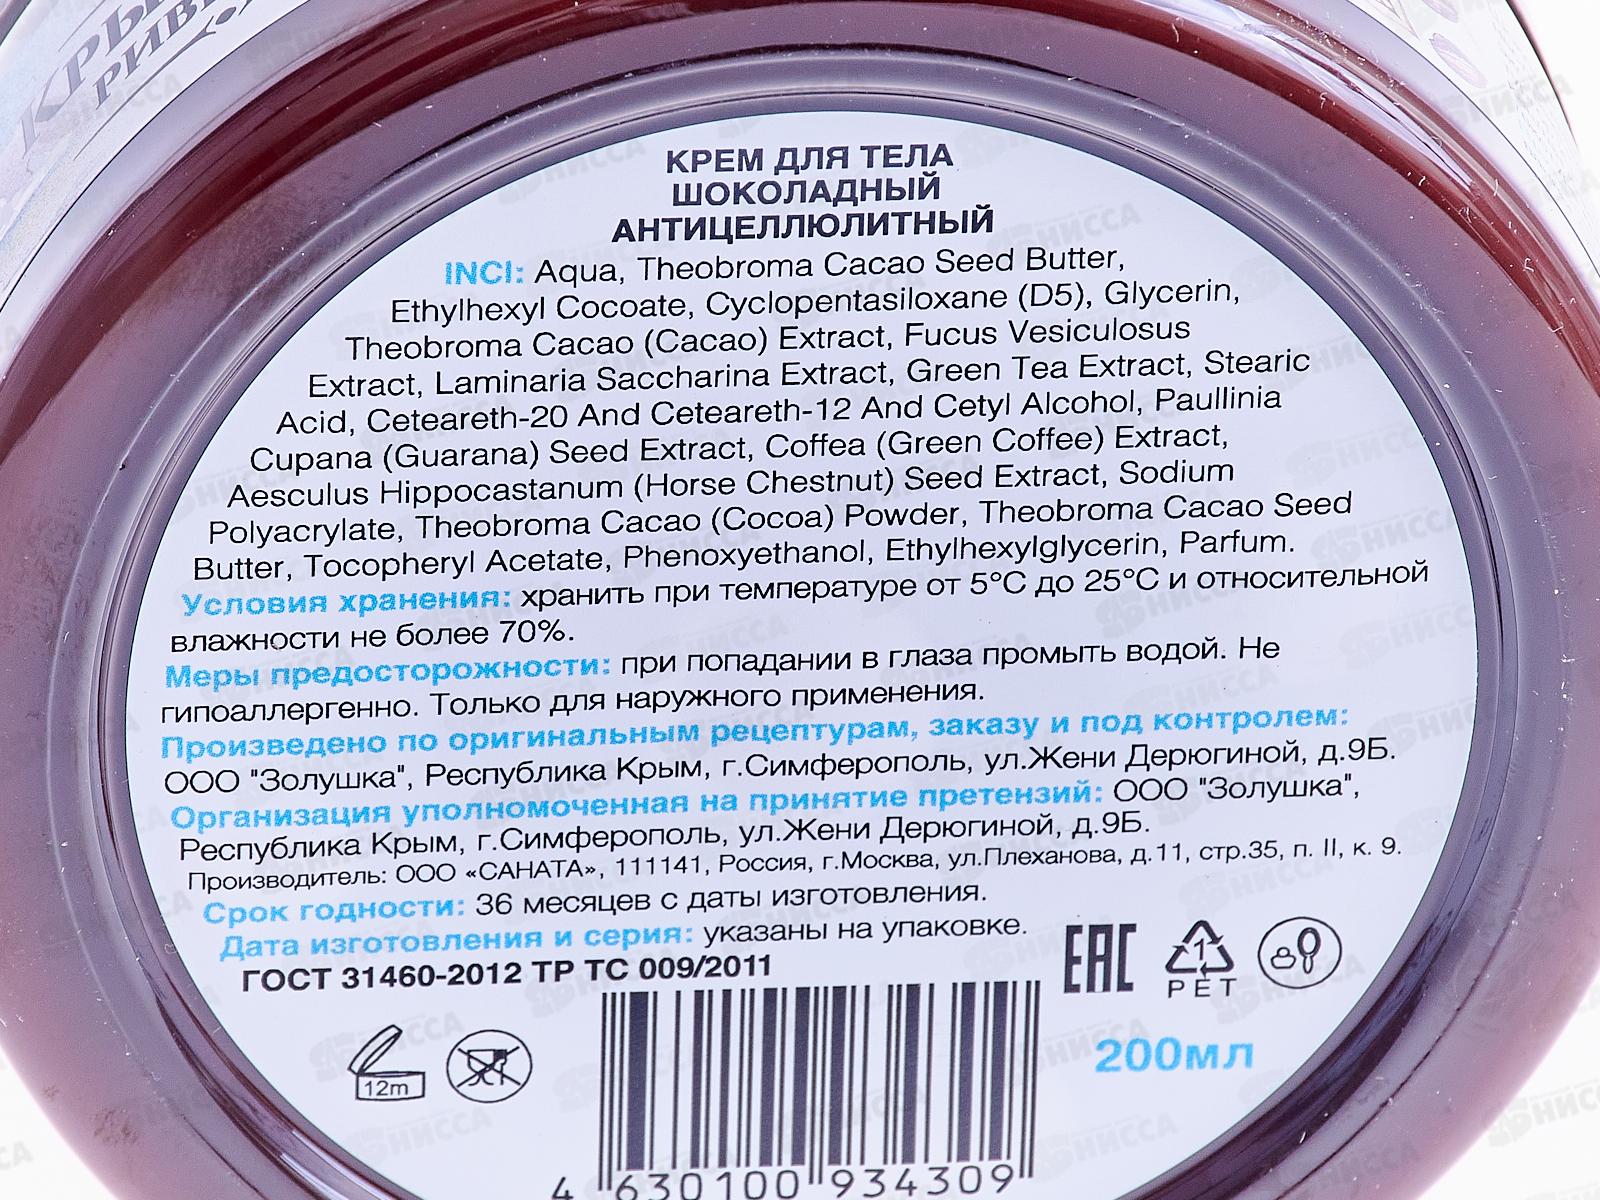 КРЕМ ДЛЯ ТЕЛА
ШОКОЛАДНЫЙ
АНТИЦЕЛЛЮЛИТНЫЙ
INCI: Aqua, Theobroma Cacao Seed Butter,
Ethylhexyl Cocoate, Cyclopentasiloxane (D5), Glycerin,
Theobroma Cacao (Cacao) Extract, Fucus Vesiculosus
Extract, Laminaria Saccharina Extract, Green Tea Extract, Stearic
Acid, Ceteareth-20 And Ceteareth-12 And Cetyl Alcohol, Paullinia
Cupana (Guarana) Seed Extract, Coffea (Green Coffee) Extract,
Aesculus Hippocastanum (Horse Chestnut) Seed Extract, Sodium
Polyacrylate, Theobroma Cacao (Cocoa) Powder, Theobroma Cacao Seed
Butter, Tocopheryl Acetate, Phenoxyethanol, Ethylhexylglycerin, Parfum.
Условия хранения: хранить при температуре от 5°С до 25°С и относительной
влажности не более 70%.
Меры предосторожности: при попадании в глаза промыть водой. Не
гипоаллергенно. Только для наружного применения.
Произведено по оригинальным рецептурам, заказу и под контролем:
ООО "Золушка", Республика Крым, г.Симферополь, ул.Жени Дерюгиной, д.9Б.
Организация уполномоченная на принятие претензий: ООО "Золушка",
Республика Крым, г.Симферополь, ул.Жени Дерюгиной, д.9Б.
Производитель: ООО «САНАТА», 111141, Россия, г.Москва, ул.Плеханова, д.11, стр.35, п. II, к. 9.
Срок годности: 36 месяцев с даты изготовления.
Дата изготовления и серия: указаны на упаковке.
ГОСТ 31460-2012 ТР ТС 009/2011
EAC
1
PET
12m
200мл
4 630100 934309